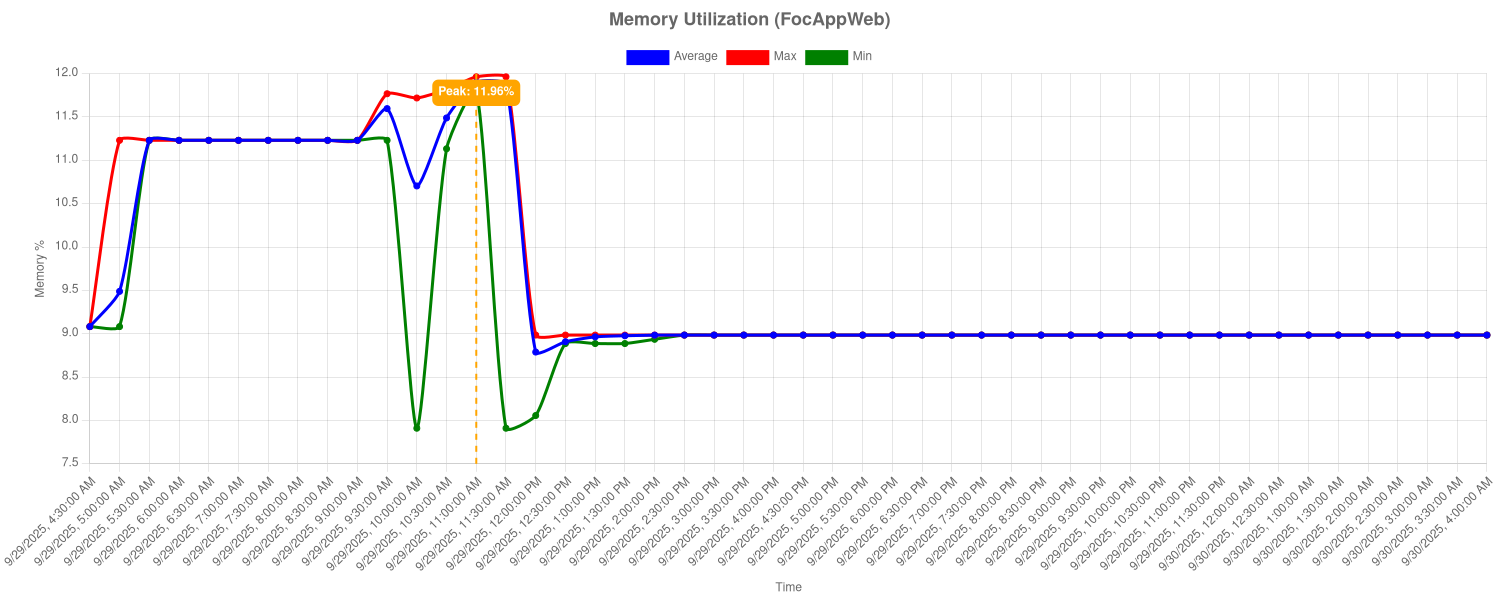 Memory Utilization (FocAppWeb)
Average Max Min
12.0
11.5
11.0
10.5
10.0
9.5
9.0
8.5
8.0
7.5
Memory %
Peak: 11.96%
9/29/2025, 4:30:00 AM
9/29/2025, 5:00:00 AM
9/29/2025, 5:30:00 AM
9/29/2025, 6:00:00 AM
9/29/2025, 6:30:00 AM
9/29/2025, 7:00:00 AM
9/29/2025, 7:30:00 AM
9/29/2025, 8:00:00 AM
9/29/2025, 8:30:00 AM
9/29/2025, 9:00:00 AM
9/29/2025, 9:30:00 AM
9/29/2025, 10:00:00 AM
9/29/2025, 10:30:00 AM
9/29/2025, 11:00:00 AM
9/29/2025, 11:30:00 AM
9/29/2025, 12:00:00 PM
9/29/2025, 12:30:00 PM
9/29/2025, 1:00:00 PM
9/29/2025, 1:30:00 PM
9/29/2025, 2:00:00 PM
9/29/2025, 2:30:00 PM
9/29/2025, 3:00:00 PM
9/29/2025, 3:30:00 PM
9/29/2025, 4:00:00 PM
9/29/2025, 4:30:00 PM
9/29/2025, 5:00:00 PM
9/29/2025, 5:30:00 PM
9/29/2025, 6:00:00 PM
9/29/2025, 6:30:00 PM
9/29/2025, 7:00:00 PM
9/29/2025, 7:30:00 PM
9/29/2025, 8:00:00 PM
9/29/2025, 8:30:00 PM
9/29/2025, 9:00:00 PM
9/29/2025, 9:30:00 PM
9/29/2025, 10:00:00 PM
9/29/2025, 10:30:00 PM
9/29/2025, 11:00:00 PM
9/29/2025, 11:30:00 PM
9/30/2025, 12:00:00 AM
9/30/2025, 12:30:00 AM
9/30/2025, 1:00:00 AM
9/30/2025, 1:30:00 AM
9/30/2025, 2:00:00 AM
9/30/2025, 2:30:00 AM
9/30/2025, 3:00:00 AM
9/30/2025, 3:30:00 AM
9/30/2025, 4:00:00 AM
Time